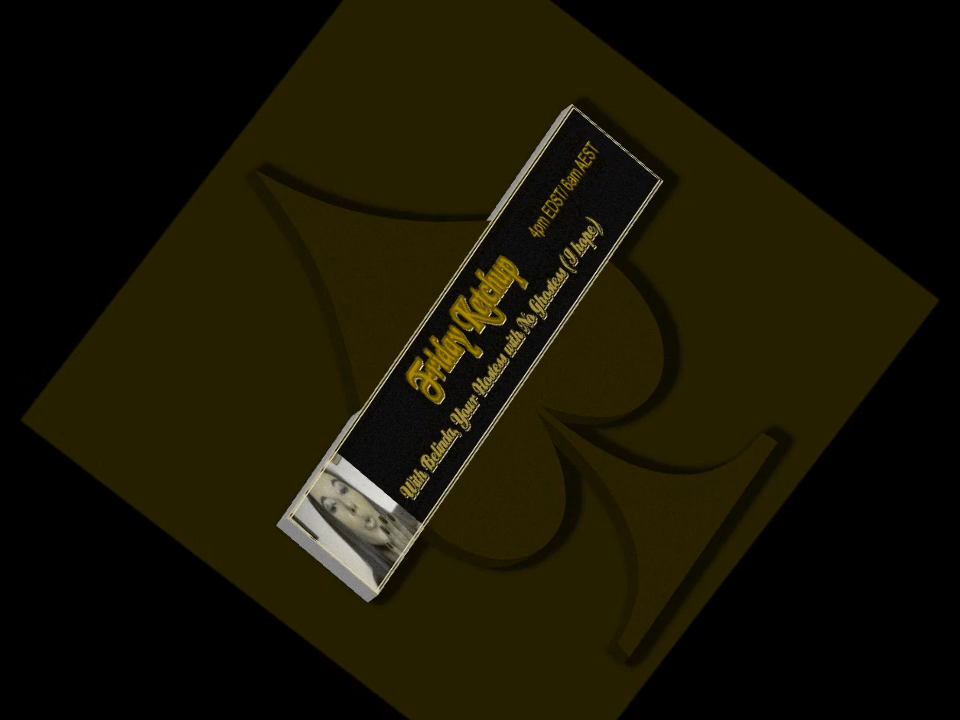 4pm EDST/6am AEST
Friday Ketchup
With Belinda, Your Hostess with No Ghostess (I hope)